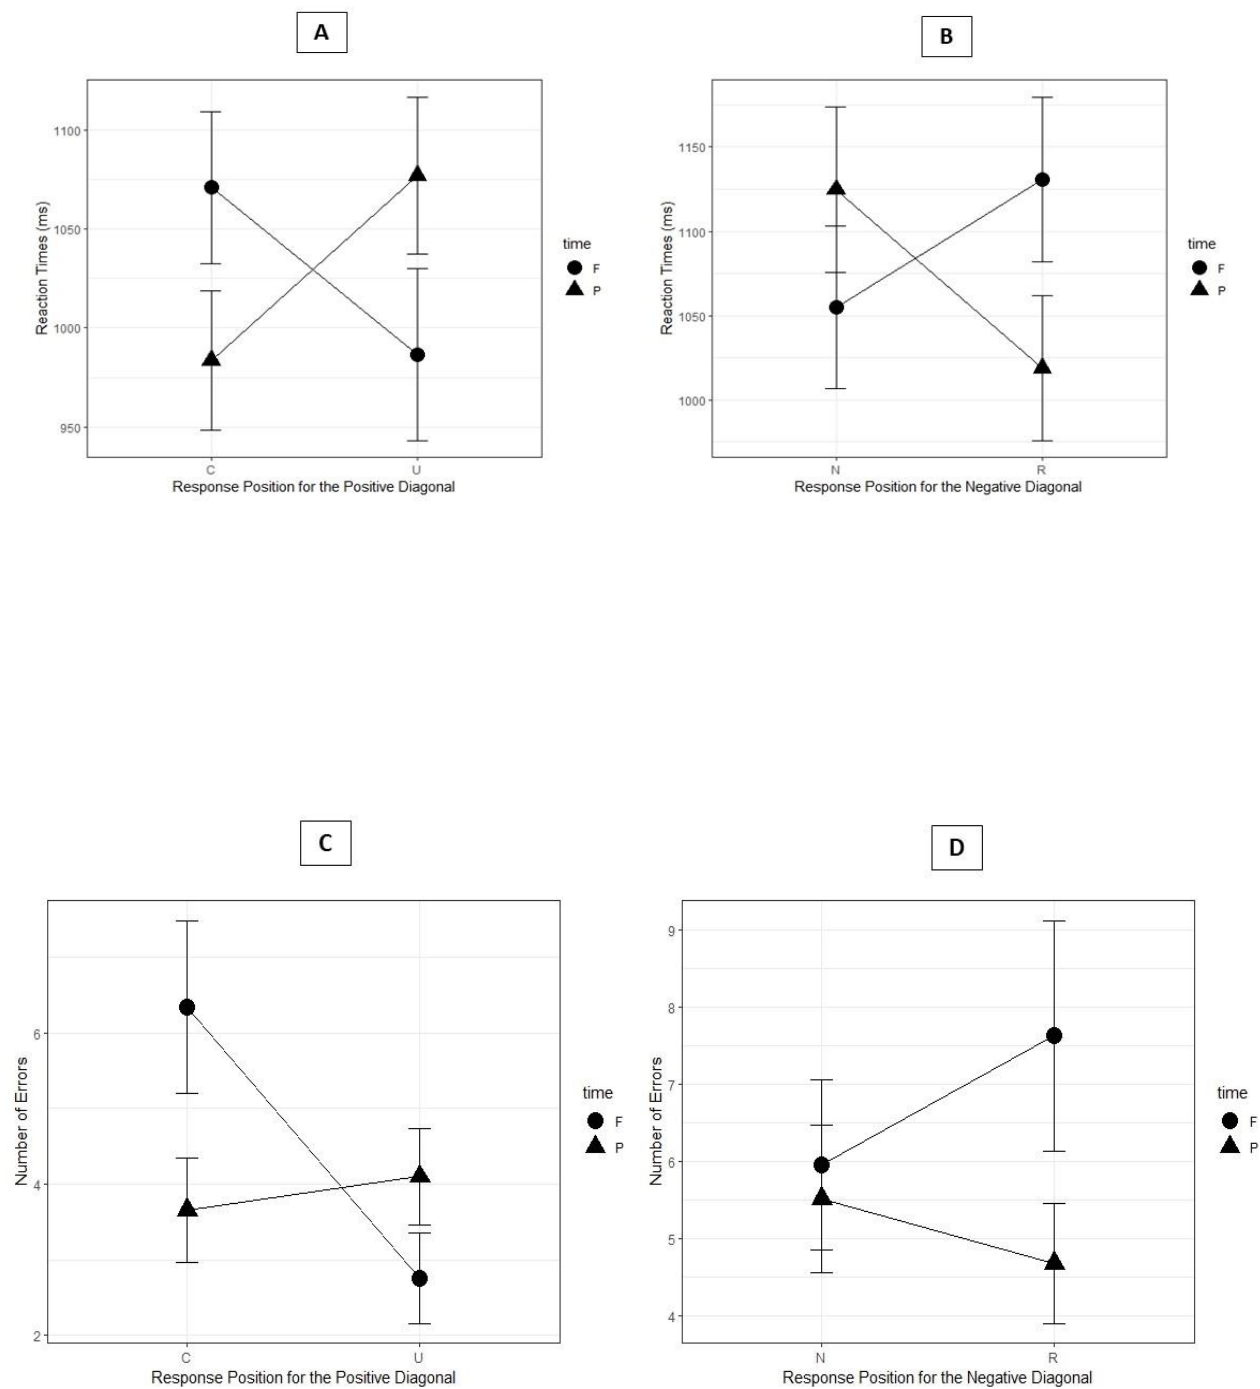 A
1100
1050
1000
950
Reaction Times (ms)
C U
Response Position for the Positive Diagonal
time
F
P
B
1150
1100
1050
1000
Reaction Times (ms)
N R
Response Position for the Negative Diagonal
time
F
P
C
6
4
2
Number of Errors
C U
Response Position for the Positive Diagonal
time
F
P
D
9
8
7
6
5
4
Number of Errors
N R
Response Position for the Negative Diagonal
time
F
P